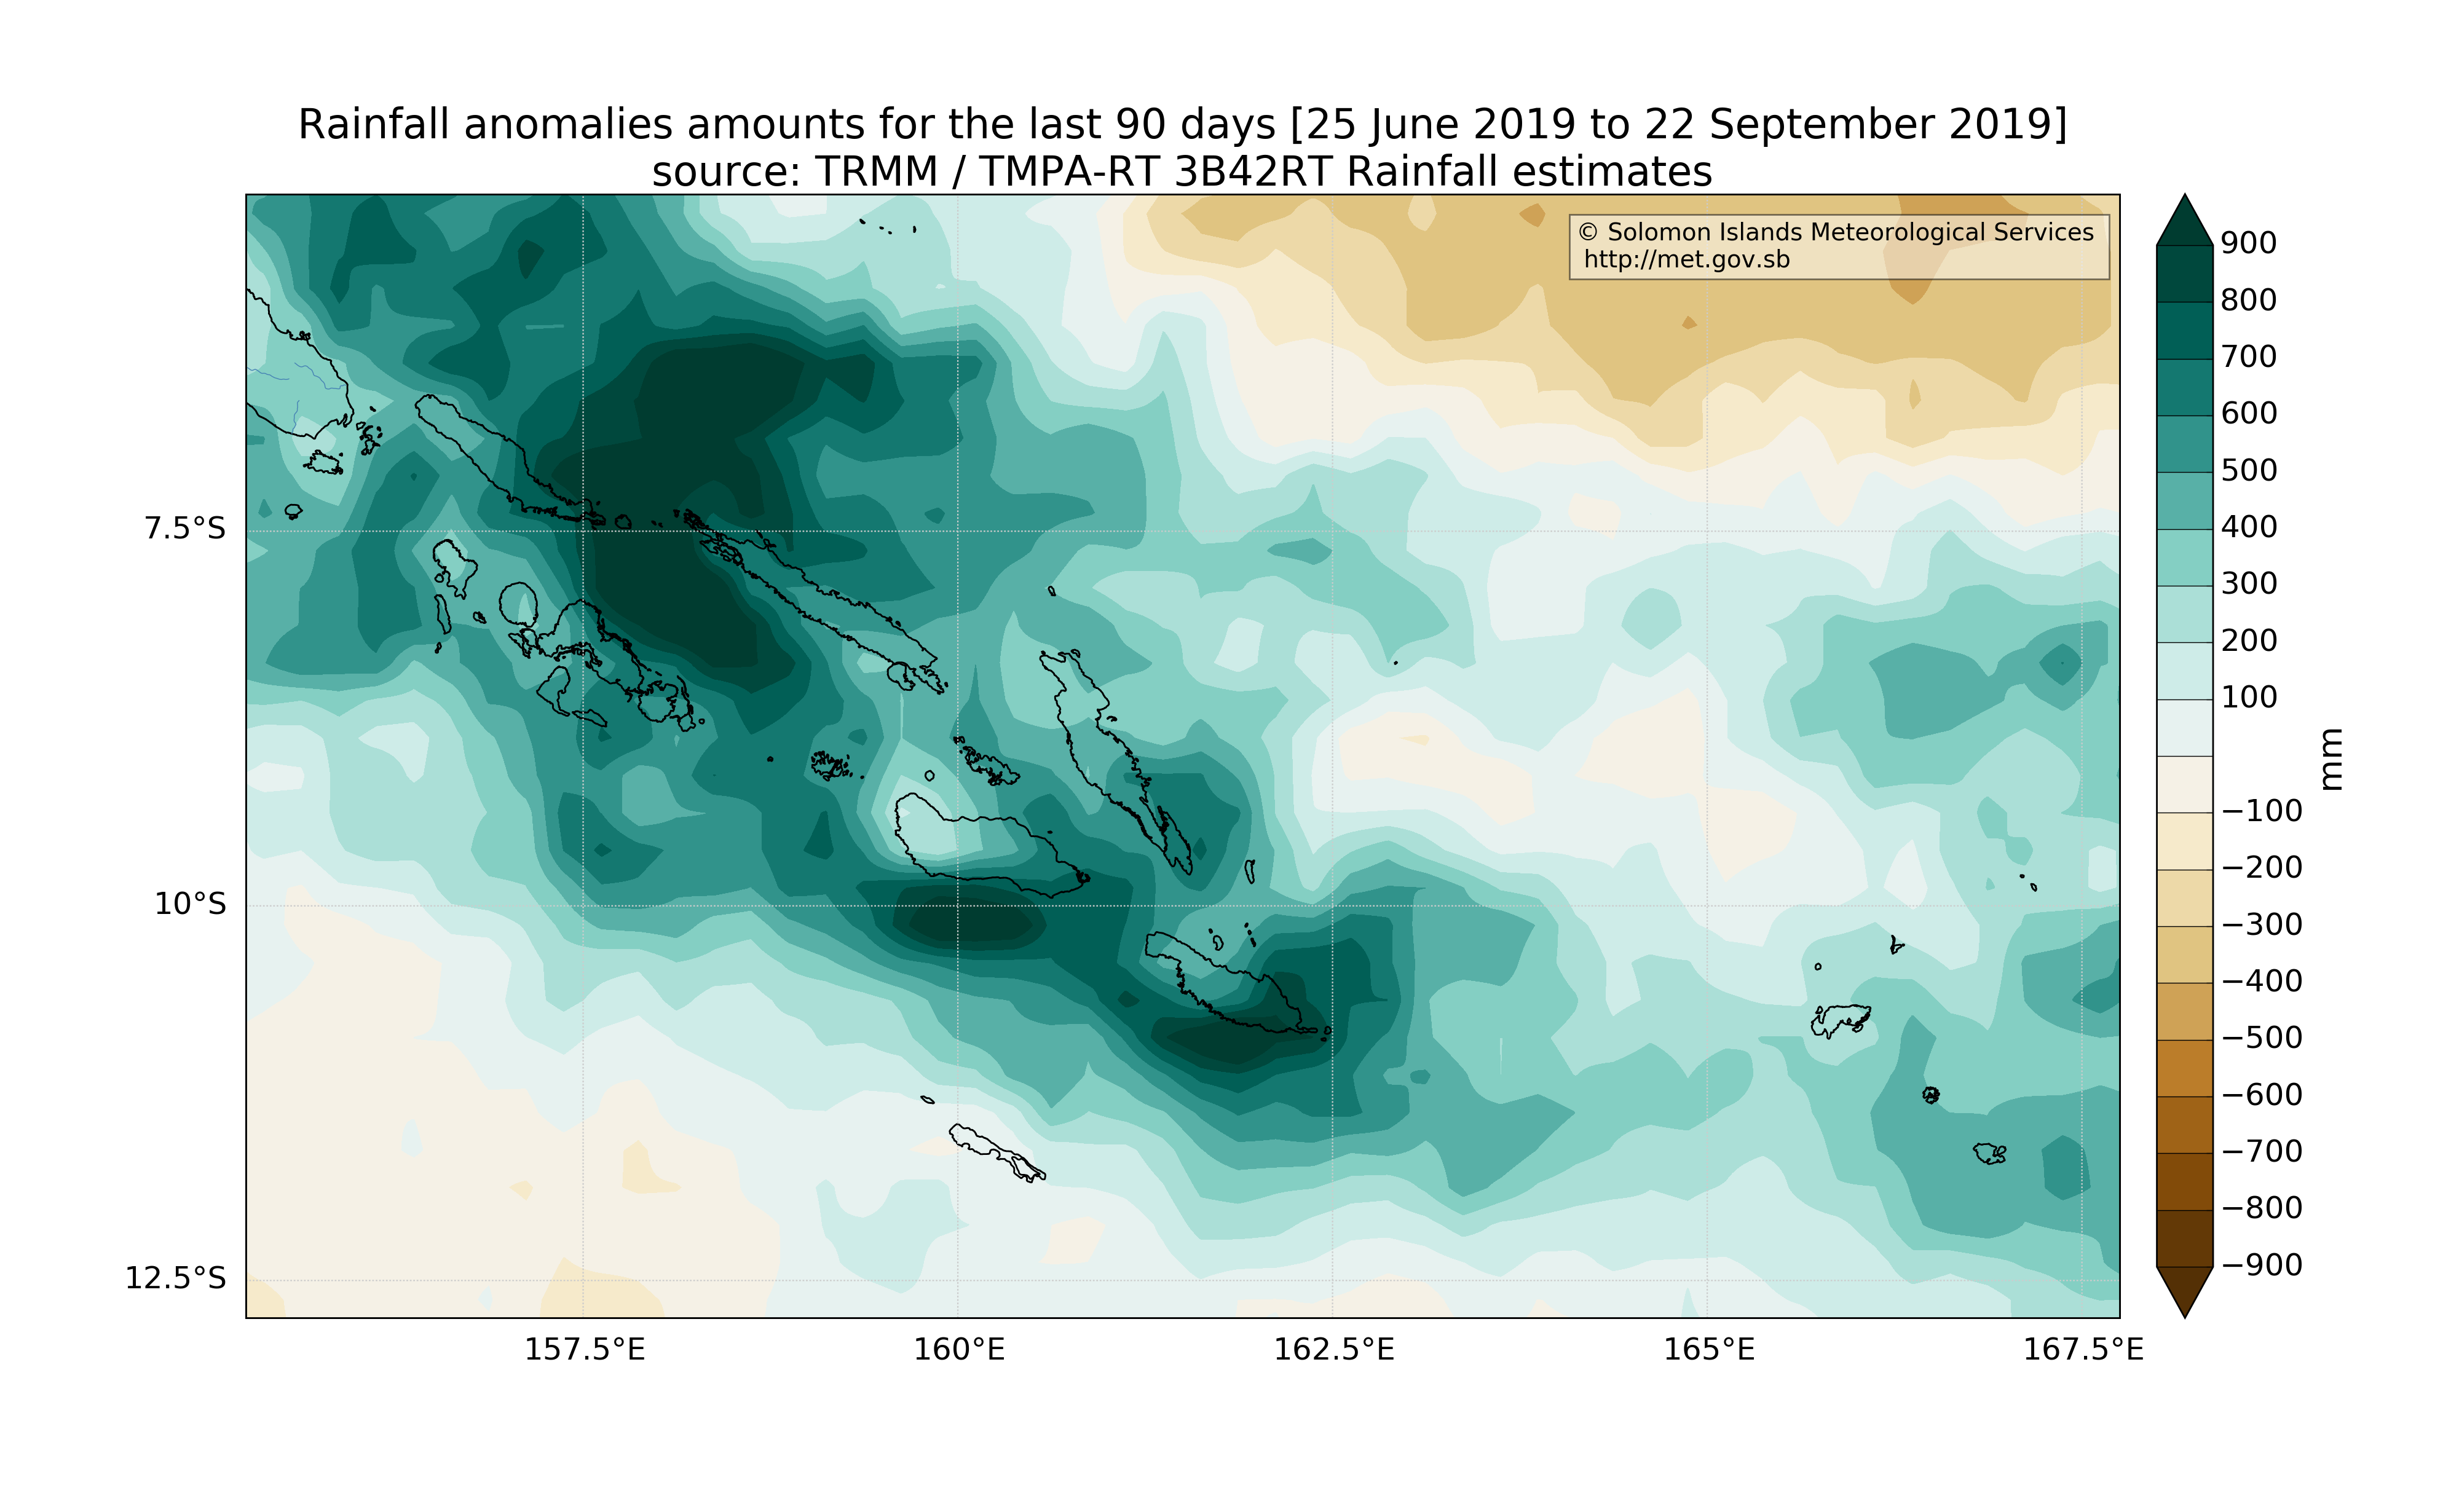 Rainfall anomalies amounts for the last 90 days [25 June 2019 to 22 September 2019]
source: TRMM / TMPA-RT 3B42RT Rainfall estimates
© Solomon Islands Meteorological Services
http://met.gov.sb
7.5°S
10°S
12.5°S
157.5°E
160°E
162.5°E
165°E
167.5°E
900
800
700
600
500
400
300
200
100
−100
−200
−300
−400
−500
−600
−700
−800
−900
mm